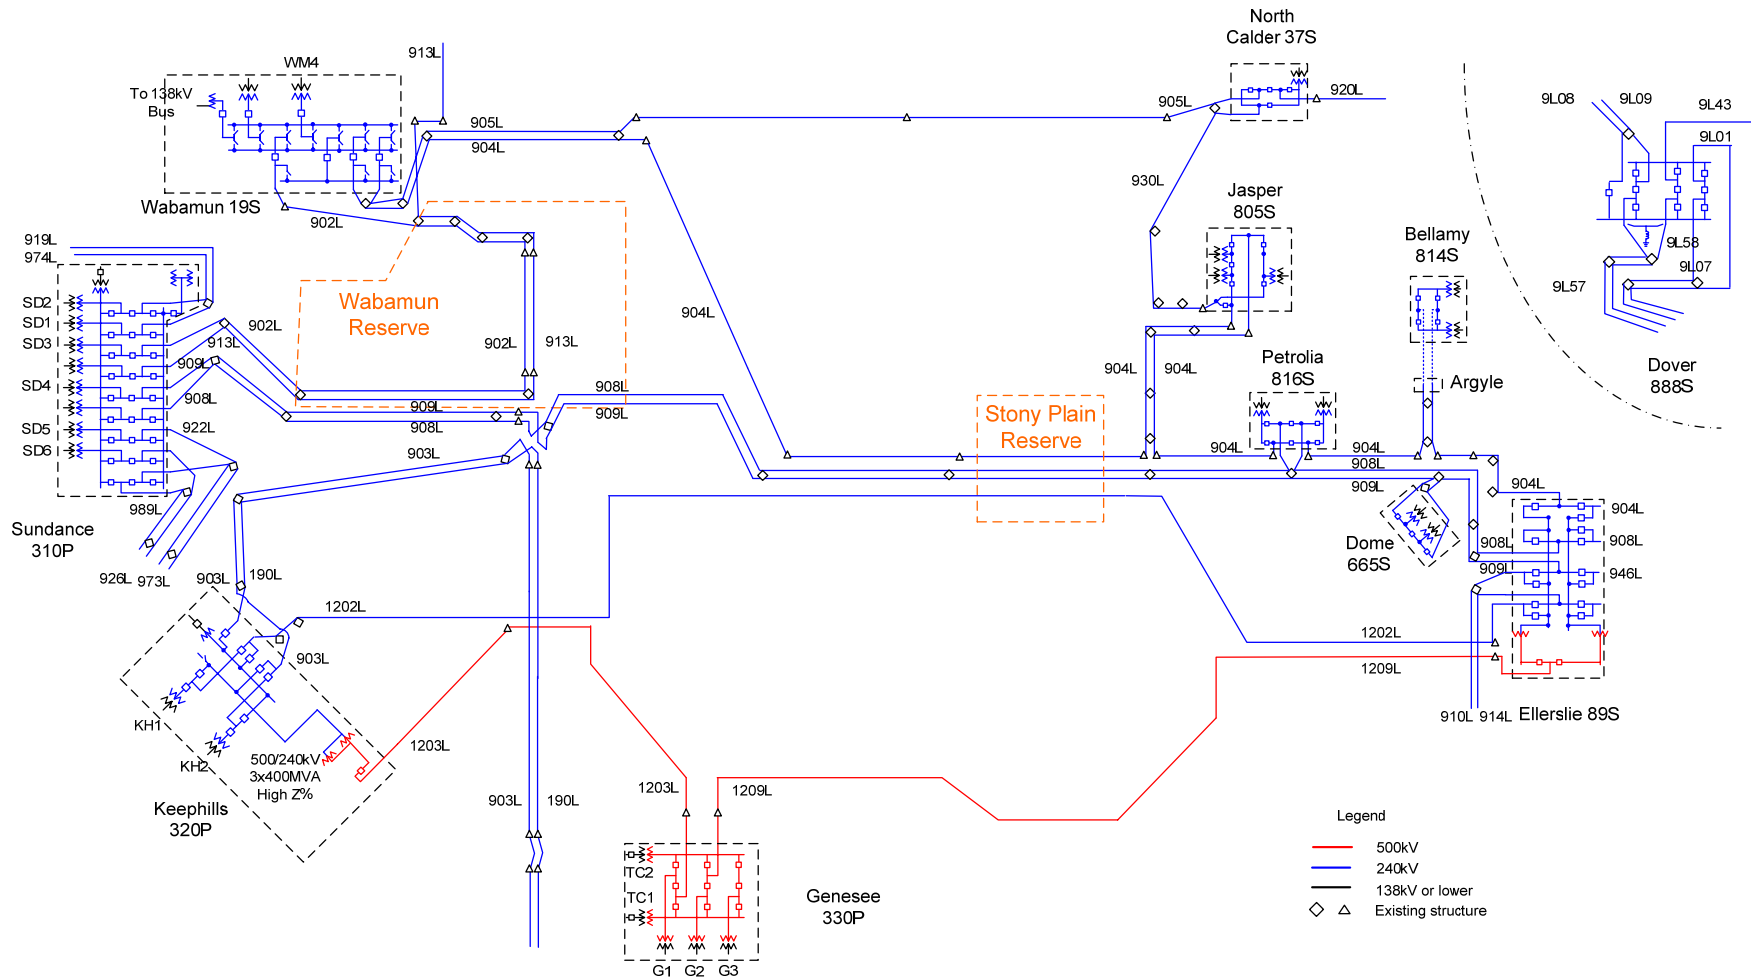 North
Calder 37S
913L
WM4
To 138kV
Bus
905L
904L
905L
920L
9L08
9L09
9L43
9L01
930L
Wabamun 19S
902L
Jasper
805S
Bellamy
814S
9L58
9L07
9L57
919L
974L
SD2
SD1
SD3
SD4
SD5
SD6
902L
913L
909L
908L
922L
Wabamun
Reserve
904L
902L
913L
909L
908L
908L
909L
903L
904L
904L
Petrolia
816S
Argyle
Dover
888S
Stony Plain
Reserve
904L
904L
908L
909L
904L
904L
908L
908L
909L
946L
Dome
665S
989L
Sundance
310P
926L
973L
903L
190L
1202L
903L
1202L
1209L
910L
914L
Ellerslie 89S
KH1
KH2
500/240kV
3x400MVA
High Z%
1203L
Keephills
320P
903L
190L
1203L
1209L
TC2
TC1
Genesee
330P
G1
G2
G3
Legend
500kV
240kV
138kV or lower
Existing structure